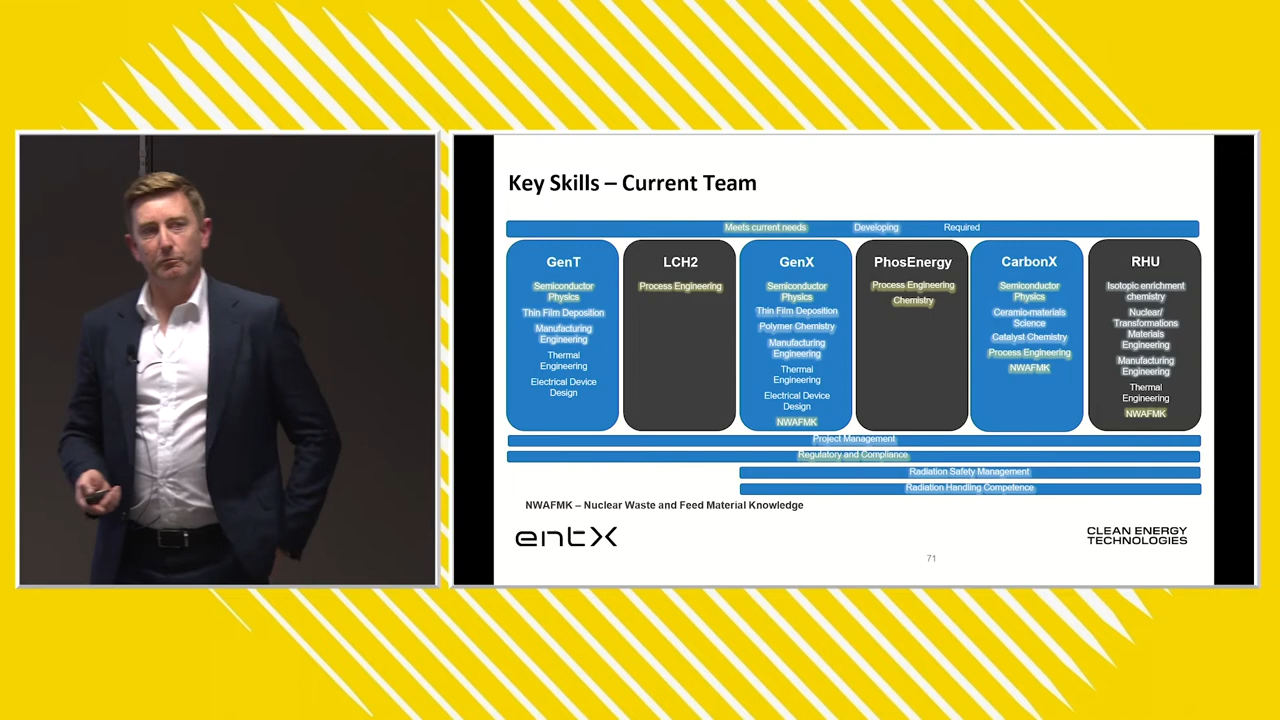 Key Skills – Current Team
Meets current needs Developing Required
GenT
Semiconductor
Physics
Thin Film Deposition
Manufacturing
Engineering
Thermal
Engineering
Electrical Device
Design
LCH2
Process Engineering
GenX
Semiconductor
Physics
Thin Film Deposition
Polymer Chemistry
Manufacturing
Engineering
Thermal
Engineering
Electrical Device
Design
NWAFMK
PhosEnergy
Process Engineering
Chemistry
CarbonX
Semiconductor
Physics
Ceramic-materials
Science
Catalyst Chemistry
Process Engineering
NWAFMK
RHU
Isotopic enrichment
chemistry
Nuclear/
Transformations
Materials
Engineering
Manufacturing
Engineering
Thermal
Engineering
NWAFMK
Project Management
Regulatory and Compliance
Radiation Safety Management
Radiation Handling Competence
NWAFMK – Nuclear Waste and Feed Material Knowledge
entX
CLEAN ENERGY
TECHNOLOGIES
71